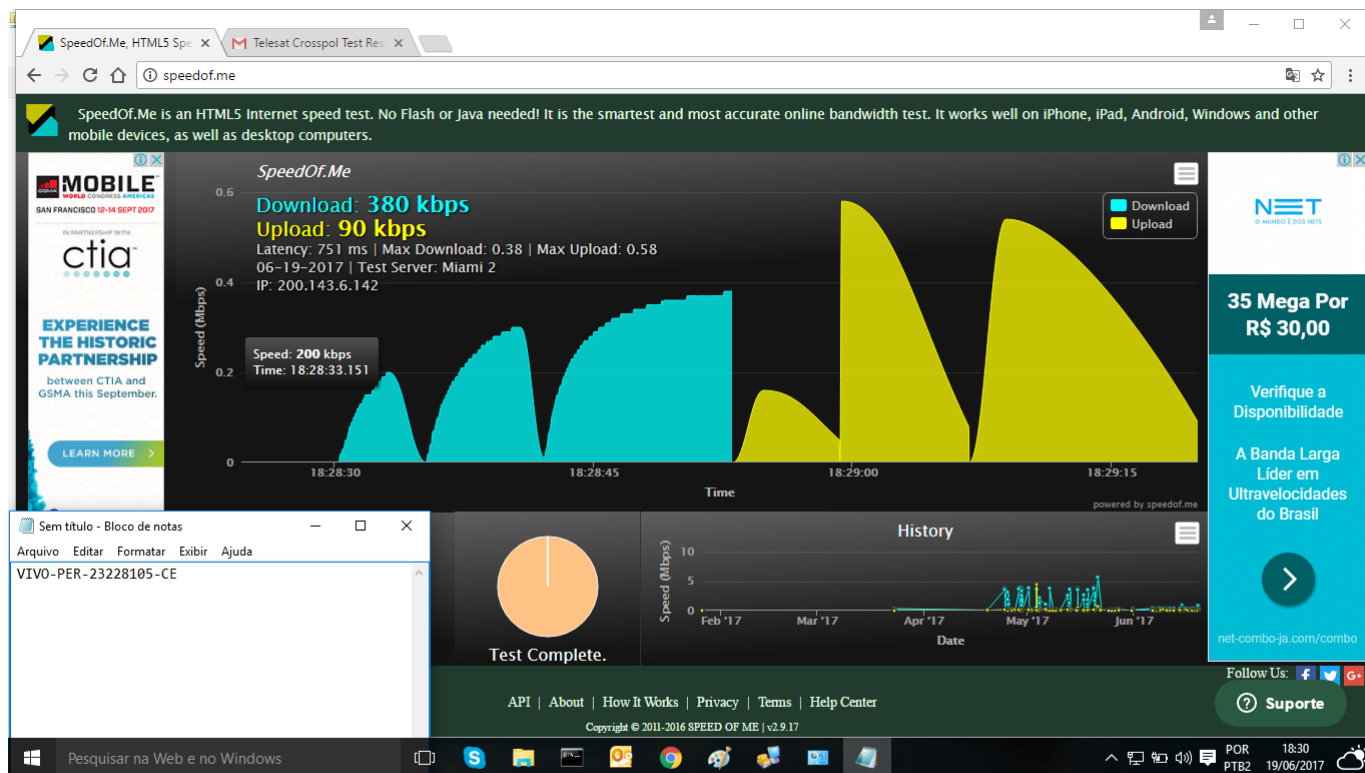 SpeedOf.Me, HTML5 Spe
Telesat Crosspol Test Res
speedof.me
SpeedOf.Me is an HTML5 Internet speed test. No Flash or Java needed! It is the smartest and most accurate online bandwidth test. It works well on iPhone, iPad, Android, Windows and other
mobile devices, as well as desktop computers.
GSMA
MOBILE
WORLD CONGRESS AMERICAS
SAN FRANCISCO 12-14 SEPT 2017
IN PARTNERSHIP WITH
ctia
EXPERIENCE
THE HISTORIC
PARTNERSHIP
between CTIA and
GSMA this September.
LEARN MORE >
SpeedOf.Me
Download: 380 kbps
Upload: 90 kbps
Latency: 751 ms | Max Download: 0.38 | Max Upload: 0.58
06-19-2017 | Test Server: Miami 2
IP: 200.143.6.142
Download
Upload
Speed (Mbps)
0.6
0.4
0.2
0
Speed: 200 kbps
Time: 18:28:33.151
18:28:30
18:28:45
18:29:00
18:29:15
Time
powered by speedof.me
NET
O MUNDO É DOS NETS
35 Mega Por
R$ 30,00
Verifique a
Disponibilidade
A Banda Larga
Líder em
Ultravelocidades
do Brasil
net-combo-ja.com/combo
Sem título - Bloco de notas
Arquivo Editar Formatar Exibir Ajuda
VIVO-PER-23228105-CE
Test Complete.
History
Speed (Mbps)
10
5
0
Feb '17
Mar '17
Apr '17
May '17
Jun '17
Date
Follow Us:
API | About | How It Works | Privacy | Terms | Help Center
Copyright © 2011-2016 SPEED OF ME | v2.9.17
Suporte
Pesquisar na Web e no Windows
POR
PTB2
18:30
19/06/2017